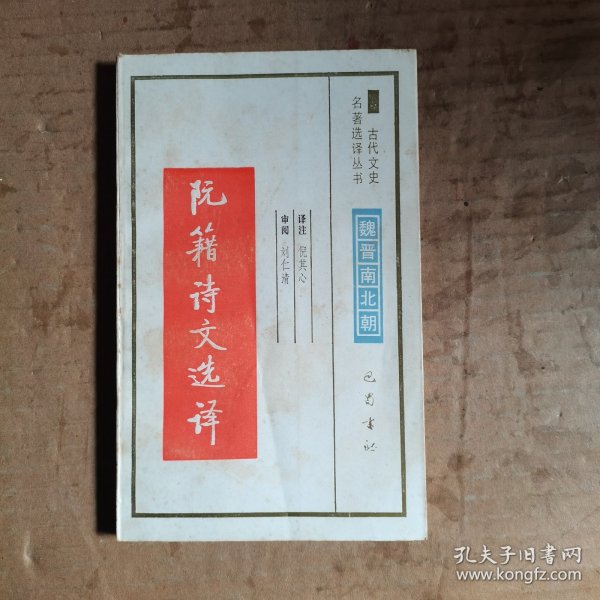 古代文史
名著选译丛书
魏晋南北朝
巴蜀书社
译注 倪其心
审阅 刘仁清
阮籍诗文选译
孔夫子旧书网
www.kongfz.com